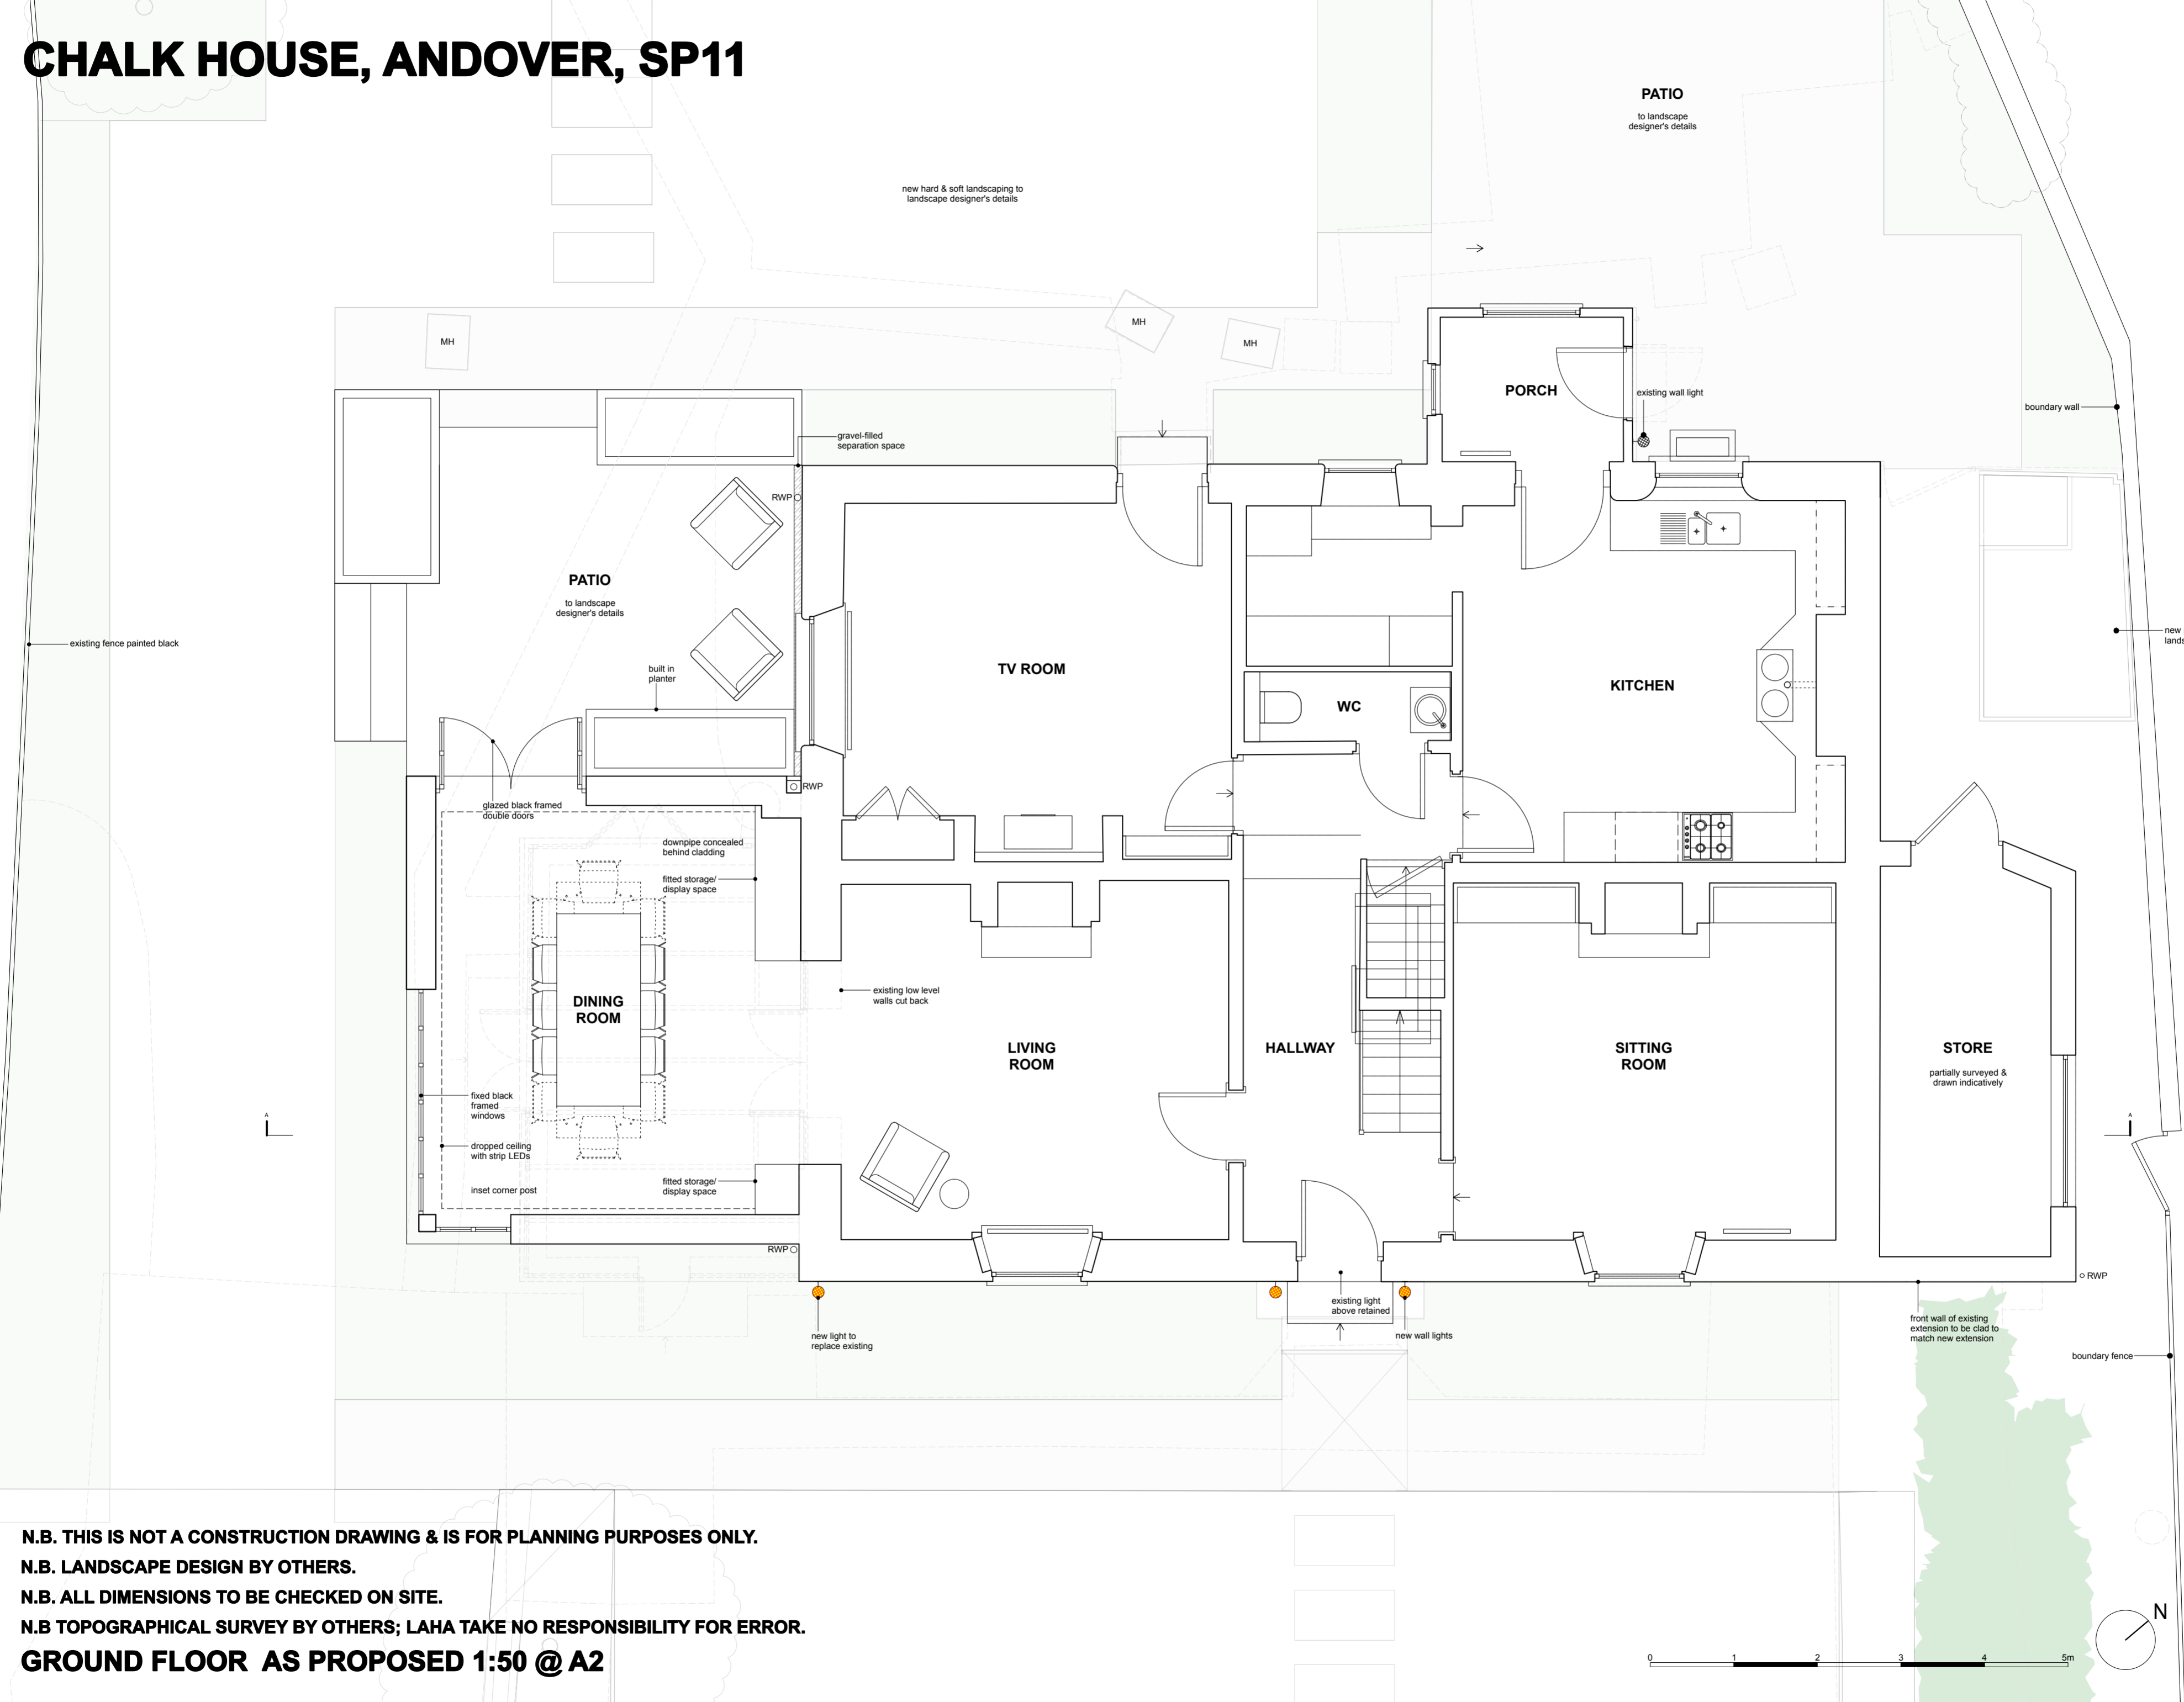 CHALK HOUSE, ANDOVER, SP11
PATIO
to landscape
designer's details
new hard & soft landscaping to
landscape designer's details
MH
MH
MH
PORCH
existing wall light
boundary wall
gravel-filled
separation space
RWP
PATIO
to landscape
designer's details
existing fence painted black
new
lands
built in
planter
TV ROOM
WC
KITCHEN
RWP
glazed black framed
double doors
downpipe concealed
behind cladding
fitted storage/
display space
existing low level
walls cut back
DINING
ROOM
LIVING
ROOM
HALLWAY
SITTING
ROOM
STORE
partially surveyed &
drawn indicatively
fixed black
framed
windows
A
A
dropped ceiling
with strip LEDs
inset corner post
fitted storage/
display space
RWP
RWP
existing light
above retained
new light to
replace existing
new wall lights
front wall of existing
extension to be clad to
match new extension
boundary fence
N.B. THIS IS NOT A CONSTRUCTION DRAWING & IS FOR PLANNING PURPOSES ONLY.
N.B. LANDSCAPE DESIGN BY OTHERS.
N.B. ALL DIMENSIONS TO BE CHECKED ON SITE.
N.B TOPOGRAPHICAL SURVEY BY OTHERS; LAHA TAKE NO RESPONSIBILITY FOR ERROR.
GROUND FLOOR AS PROPOSED 1:50 @ A2
0 1 2 3 4 5m
N